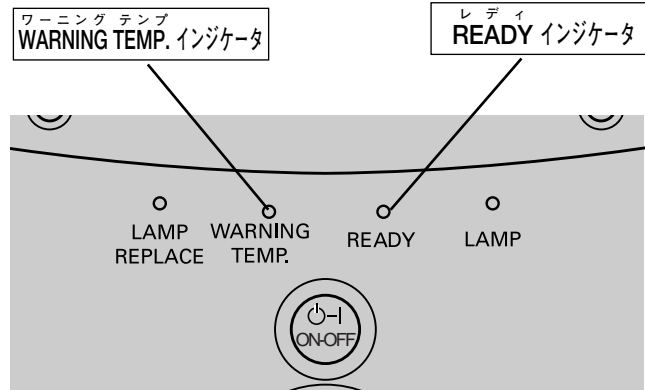 ワーニング テンプ
WARNING TEMP. インジケータ
レディ
READY インジケータ
LAMP
REPLACE
WARNING
TEMP.
READY
LAMP
ON-OFF